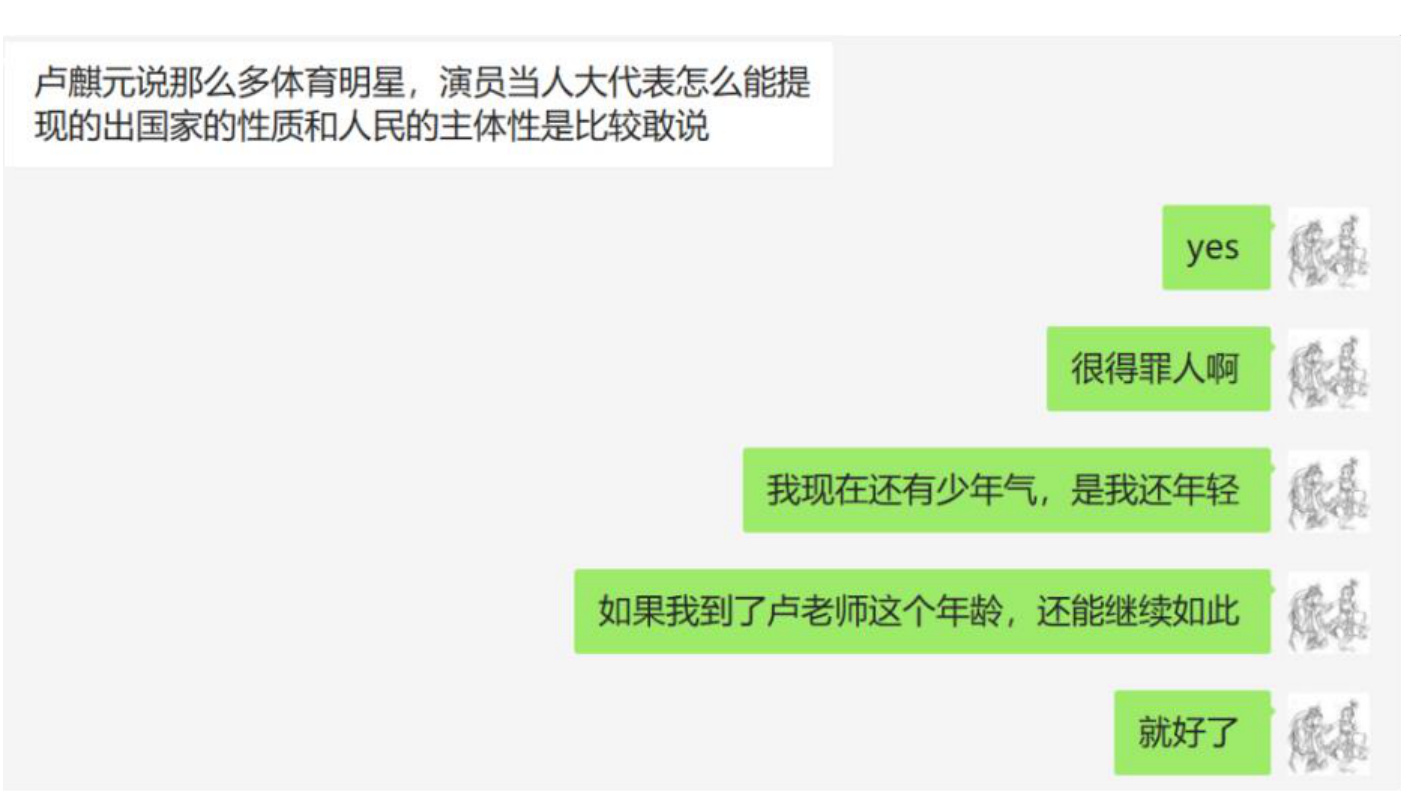 卢麒元说那么多体育明星，演员当人大代表怎么能提
现的出国家的性质和人民的主体性是比较敢说
yes
很得罪人啊
我现在还有少年气，是我还年轻
如果我到了卢老师这个年龄，还能继续如此
就好了